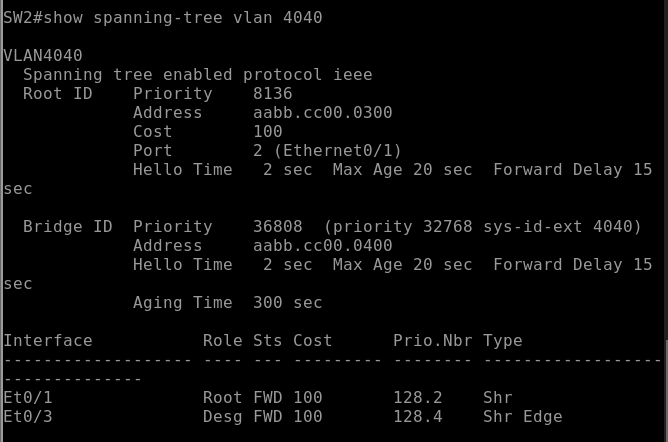 SW2#show spanning-tree vlan 4040
VLAN4040
  Spanning tree enabled protocol ieee
  Root ID    Priority    8136
             Address     aabb.cc00.0300
             Cost        100
             Port        2 (Ethernet0/1)
             Hello Time   2 sec  Max Age 20 sec  Forward Delay 15
sec
  Bridge ID  Priority    36808  (priority 32768 sys-id-ext 4040)
             Address     aabb.cc00.0400
             Hello Time   2 sec  Max Age 20 sec  Forward Delay 15
sec
             Aging Time  300 sec
Interface           Role Sts Cost      Prio.Nbr Type
------------------- ---- --- --------- -------- ------------------
--------------
Et0/1               Root FWD 100       128.2    Shr
Et0/3               Desg FWD 100       128.4    Shr Edge